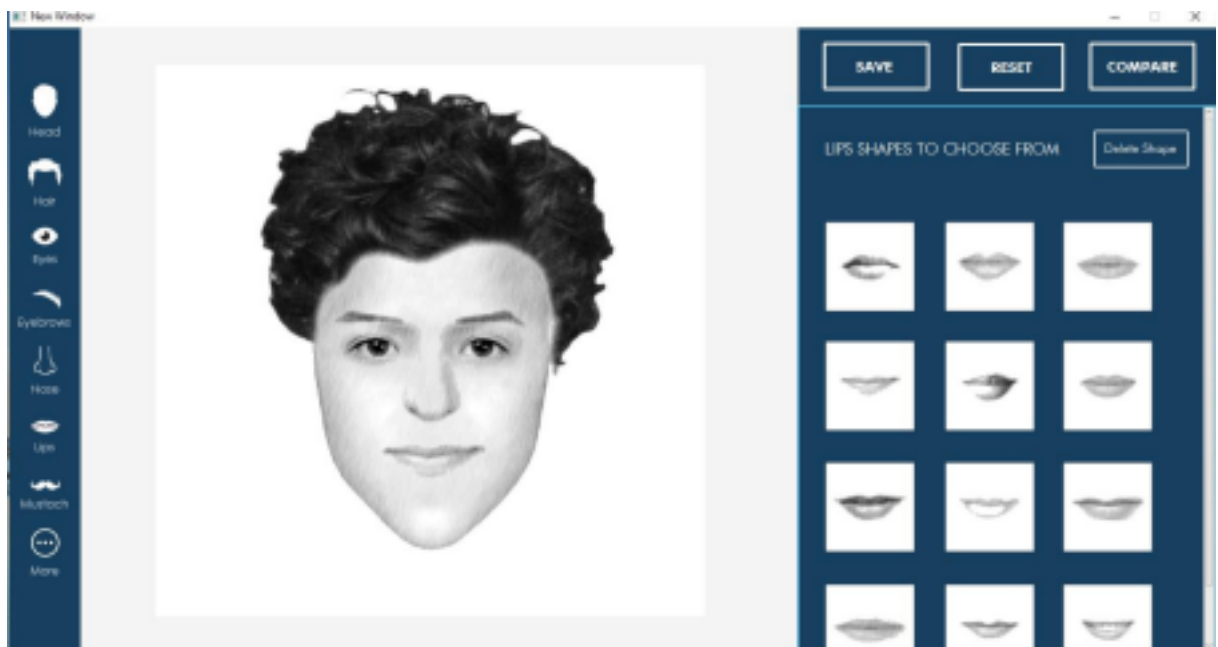 New Window
Head
Hair
Eyes
Eyebrows
Nose
Lips
Mustach
More
SAVE
RESET
COMPARE
LIPS SHAPES TO CHOOSE FROM
Delete Shape